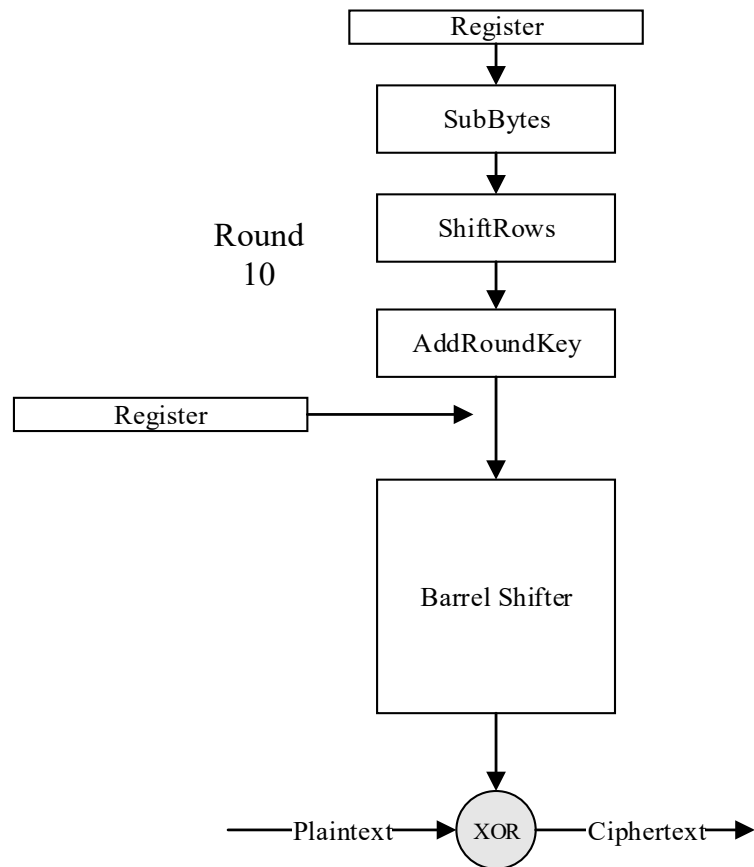 Register
SubBytes
ShiftRows
Round
10
AddRoundKey
Register
Barrel Shifter
Plaintext
XOR
Ciphertext